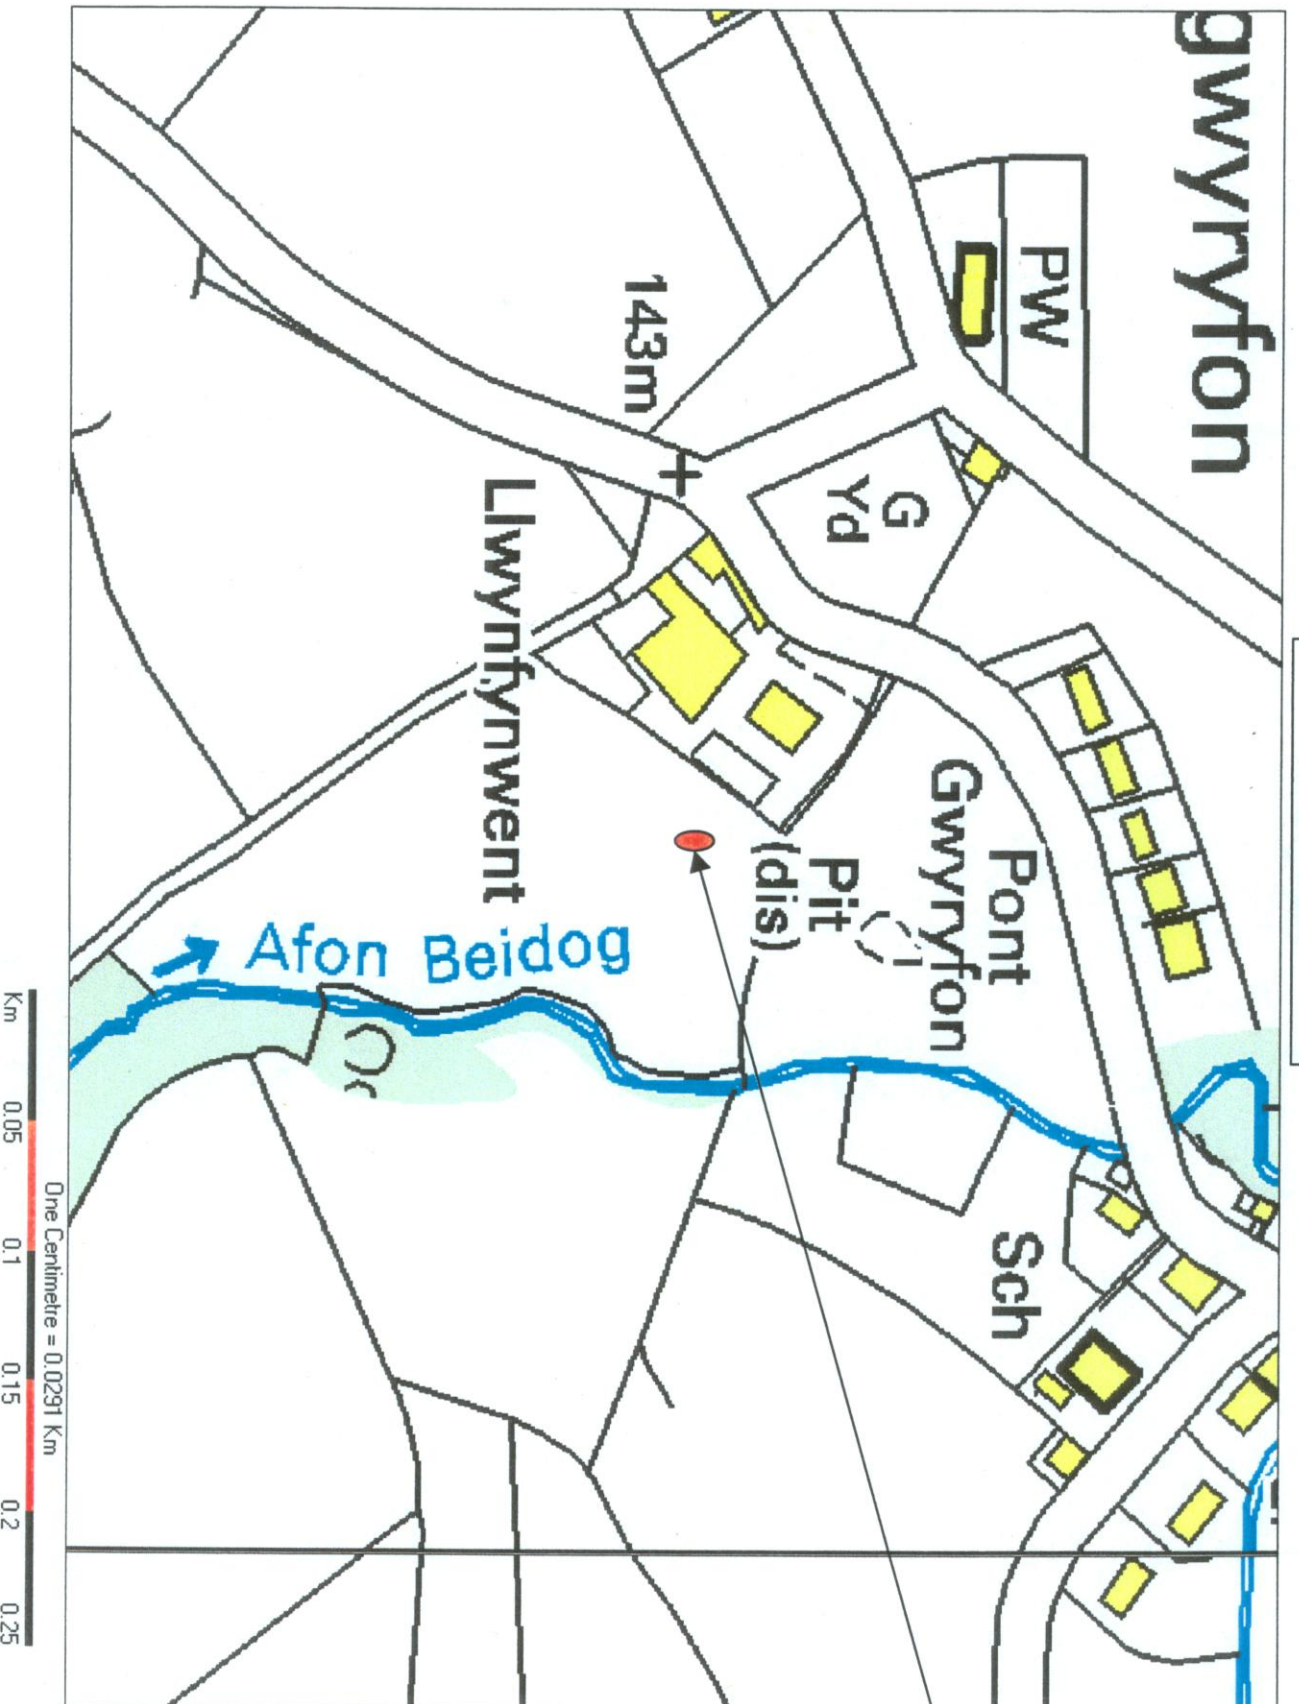 gwyryfon
PW
143m
G
Yd
Llwynfynwent
Pont
Gwyryfon
Pit
(dis)
Afon Beidog
Sch
Km 0.05 0.1 0.15 0.2 0.25
One Centimetre = 0.0291 Km